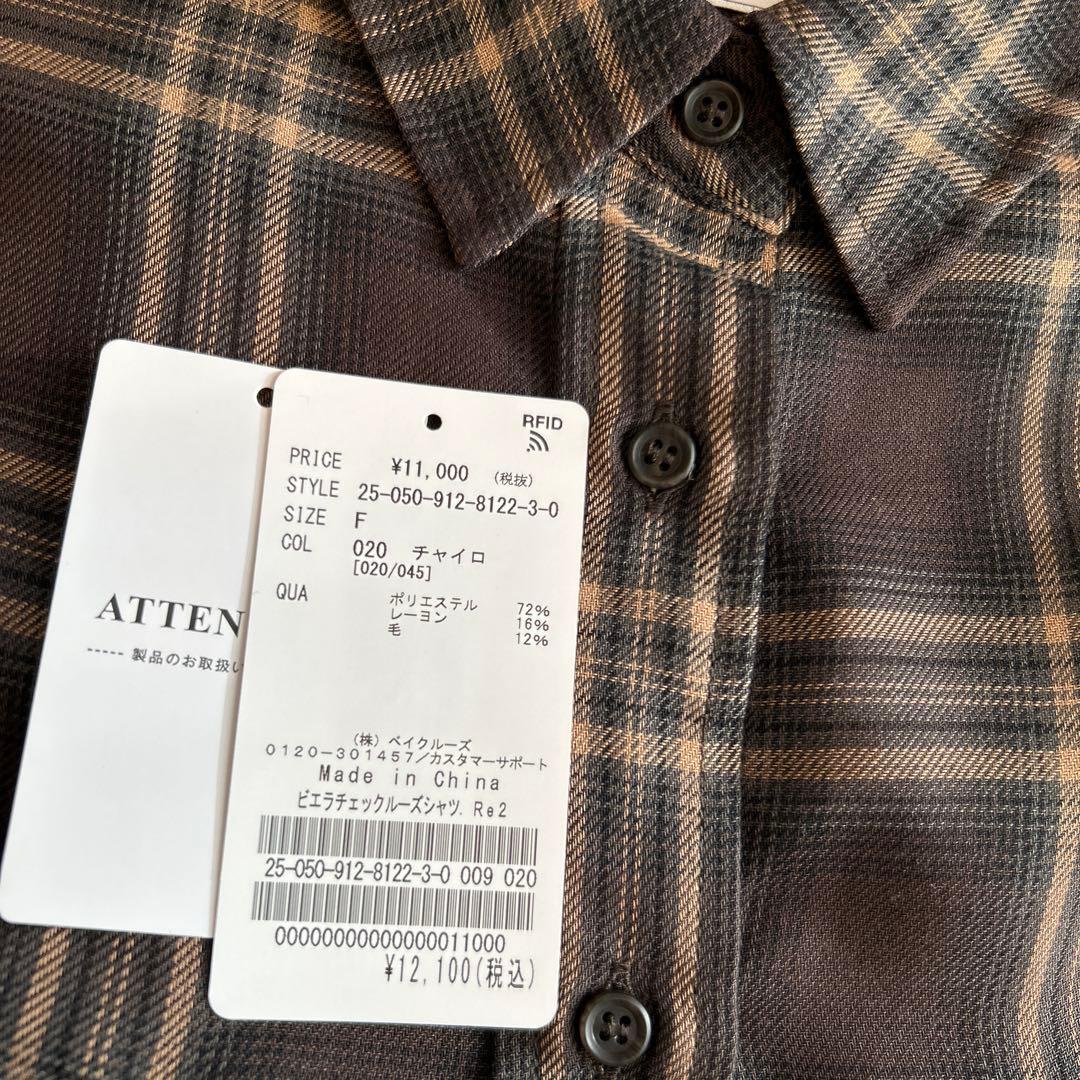 ATTEN
----- 製品のお取扱い
RFID
PRICE ¥11,000 (税抜)
STYLE 25-050-912-8122-3-0
SIZE F
COL 020 チャイロ
[020/045]
QUA ポリエステル 72%
レーヨン 16%
毛 12%
(株) ベイクルーズ
0120-301457/カスタマーサポート
Made in China
ビエラチェックルーズシャツ. Re2
25-050-912-8122-3-0 009 020
00000000000000011000
¥12,100(税込)